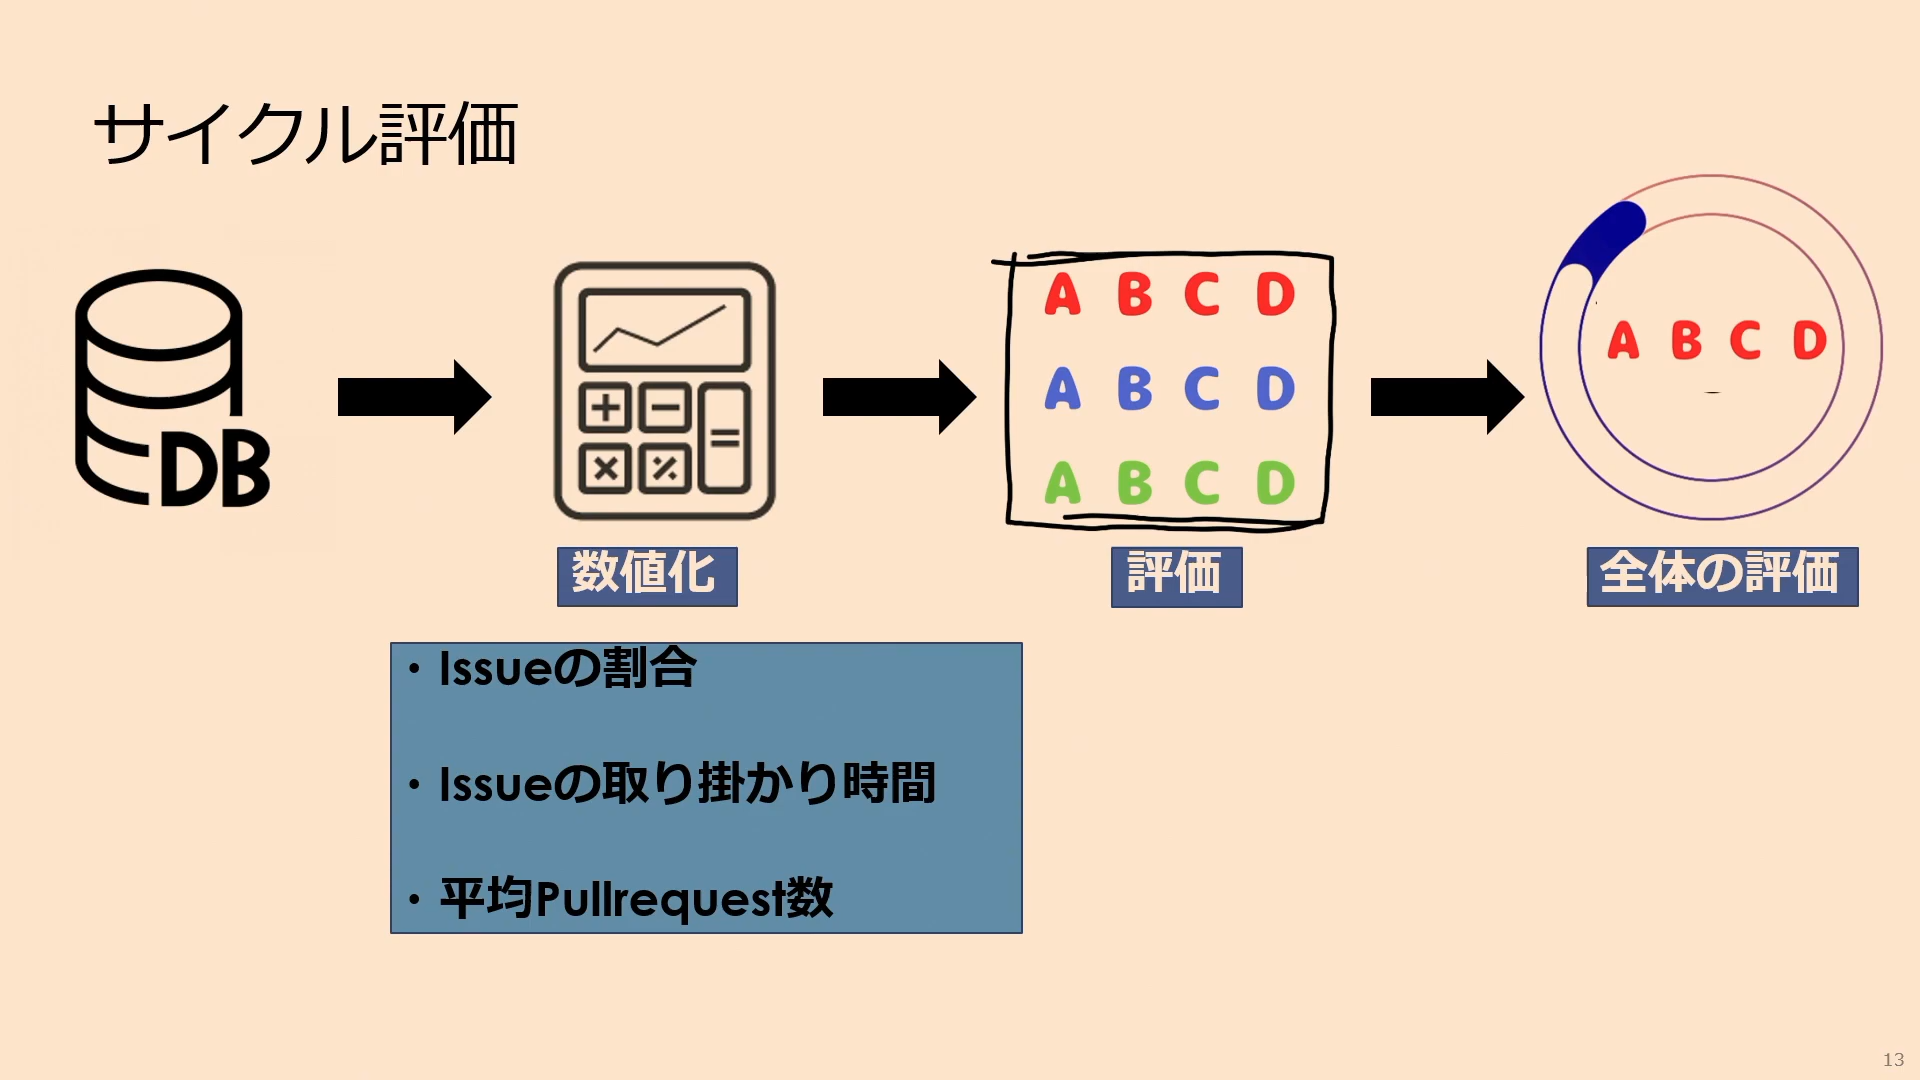 サイクル評価
DB
A B C D
A B C D
A B C D
A B C D
数値化
評価
全体の評価
・Issueの割合
・Issueの取り掛かり時間
・平均Pullrequest数
13